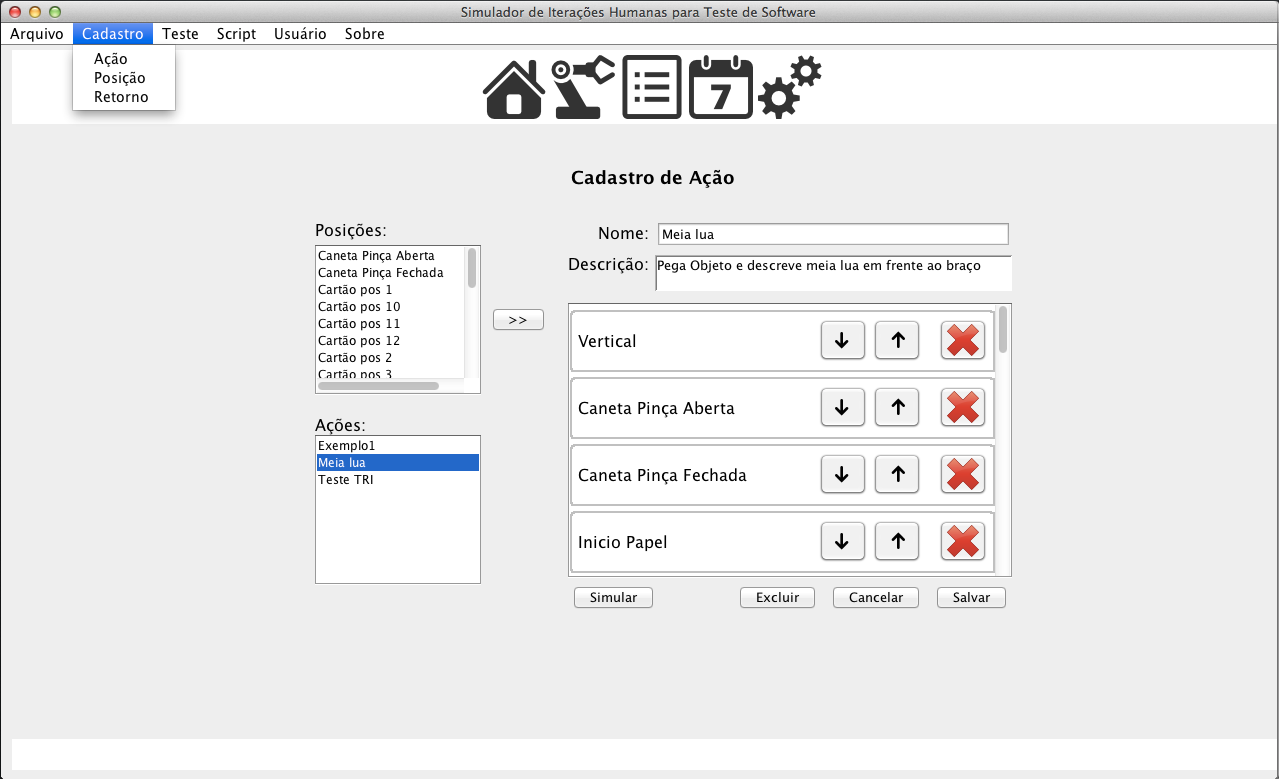 Simulador de Iterações Humanas para Teste de Software
Arquivo Cadastro Teste Script Usuário Sobre
Ação
Posição
Retorno
7
Cadastro de Ação
Posições:
Caneta Pinça Aberta
Caneta Pinça Fechada
Cartão pos 1
Cartão pos 10
Cartão pos 11
Cartão pos 12
Cartão pos 2
Cartão pos 3
>>
Ações:
Exemplo1
Meia lua
Teste TRI
Nome: Meia lua
Descrição: Pega Objeto e descreve meia lua em frente ao braço
Vertical
Caneta Pinça Aberta
Caneta Pinça Fechada
Inicio Papel
Simular Excluir Cancelar Salvar